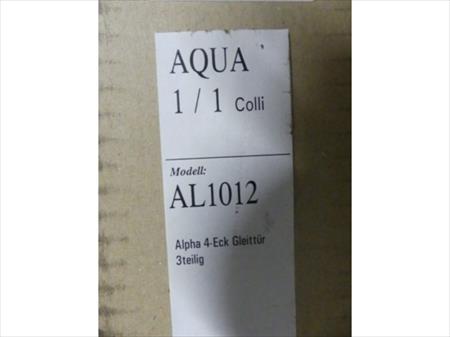 AQUA
1 / 1 Colli
Modell:
AL1012
Alpha 4-Eck Gleittür
3teilig